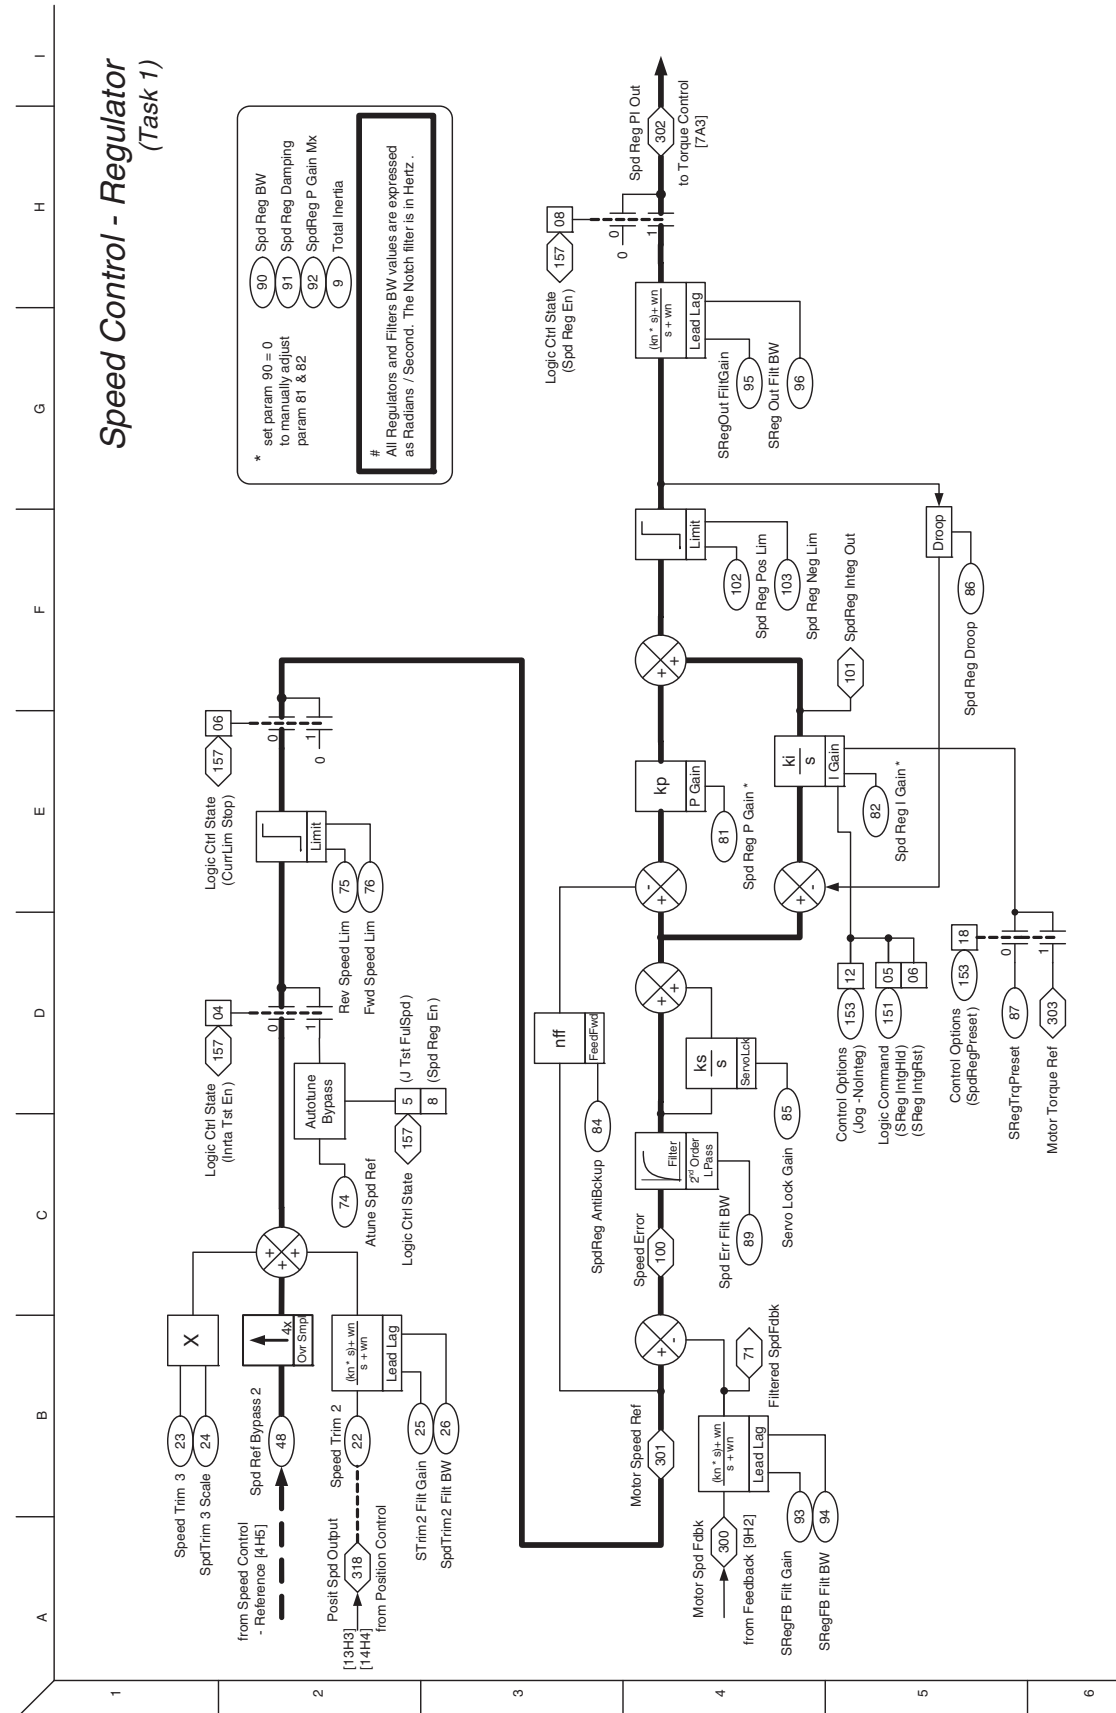 Speed Control - Regulator
(Task 1)
A
B
C
D
E
F
G
H
I
1
2
3
4
5
6
* set param 90 = 0
to manually adjust
param 81 & 82
90 Spd Reg BW
91 Spd Reg Damping
92 SpdReg P Gain Mx
9 Total Inertia
#
All Regulators and Filters BW values are expressed
as Radians / Second. The Notch filter is in Hertz .
Speed Trim 3
23
SpdTrim 3 Scale
24
X
from Speed Control
- Reference [4H5]
Spd Ref Bypass 2
48
4x
Ovr Smpl
Posit Spd Output
318
[13H3]
[14H4]
from Position Control
Speed Trim 2
22
(kn * s)+ wn
s + wn
Lead Lag
STrim2 Filt Gain
25
SpdTrim2 Filt BW
26
+
+
+
Logic Ctrl State
(Inrta Tst En)
157
04
0
1
Autotune
Bypass
74
Atune Spd Ref
Logic Ctrl State
157
5
(J Tst FulSpd)
8
(Spd Reg En)
Limit
75
Rev Speed Lim
76
Fwd Speed Lim
Logic Ctrl State
(CurrLim Stop)
157
06
0
1
0
Motor Speed Ref
301
Motor Spd Fdbk
300
from Feedback [9H2]
(kn * s)+ wn
s + wn
Lead Lag
SRegFB Filt Gain
93
SRegFB Filt BW
94
71
Filtered SpdFdbk
+
-
Speed Error
100
Filter
2nd Order
LPass
Spd Err Filt BW
89
nff
FeedFwd
SpdReg AntiBckup
84
ks
s
ServoLck
Servo Lock Gain
85
+
+
+
-
+
-
kp
P Gain
81
Spd Reg P Gain *
ki
s
I Gain
82
Spd Reg I Gain *
+
+
101
SpdReg Integ Out
Control Options
(Jog -NoInteg)
153
12
Logic Command
(SReg IntgHld)
(SReg IntgRst)
151
05
06
Control Options
(SpdRegPreset)
153
18
0
1
SRegTrqPreset
87
Motor Torque Ref
303
Limit
102
Spd Reg Pos Lim
103
Spd Reg Neg Lim
Droop
86
Spd Reg Droop
(kn * s)+ wn
s + wn
Lead Lag
SRegOut FiltGain
95
SReg Out Filt BW
96
Logic Ctrl State
(Spd Reg En)
157
08
0
0
1
Spd Reg PI Out
302
to Torque Control
[7A3]